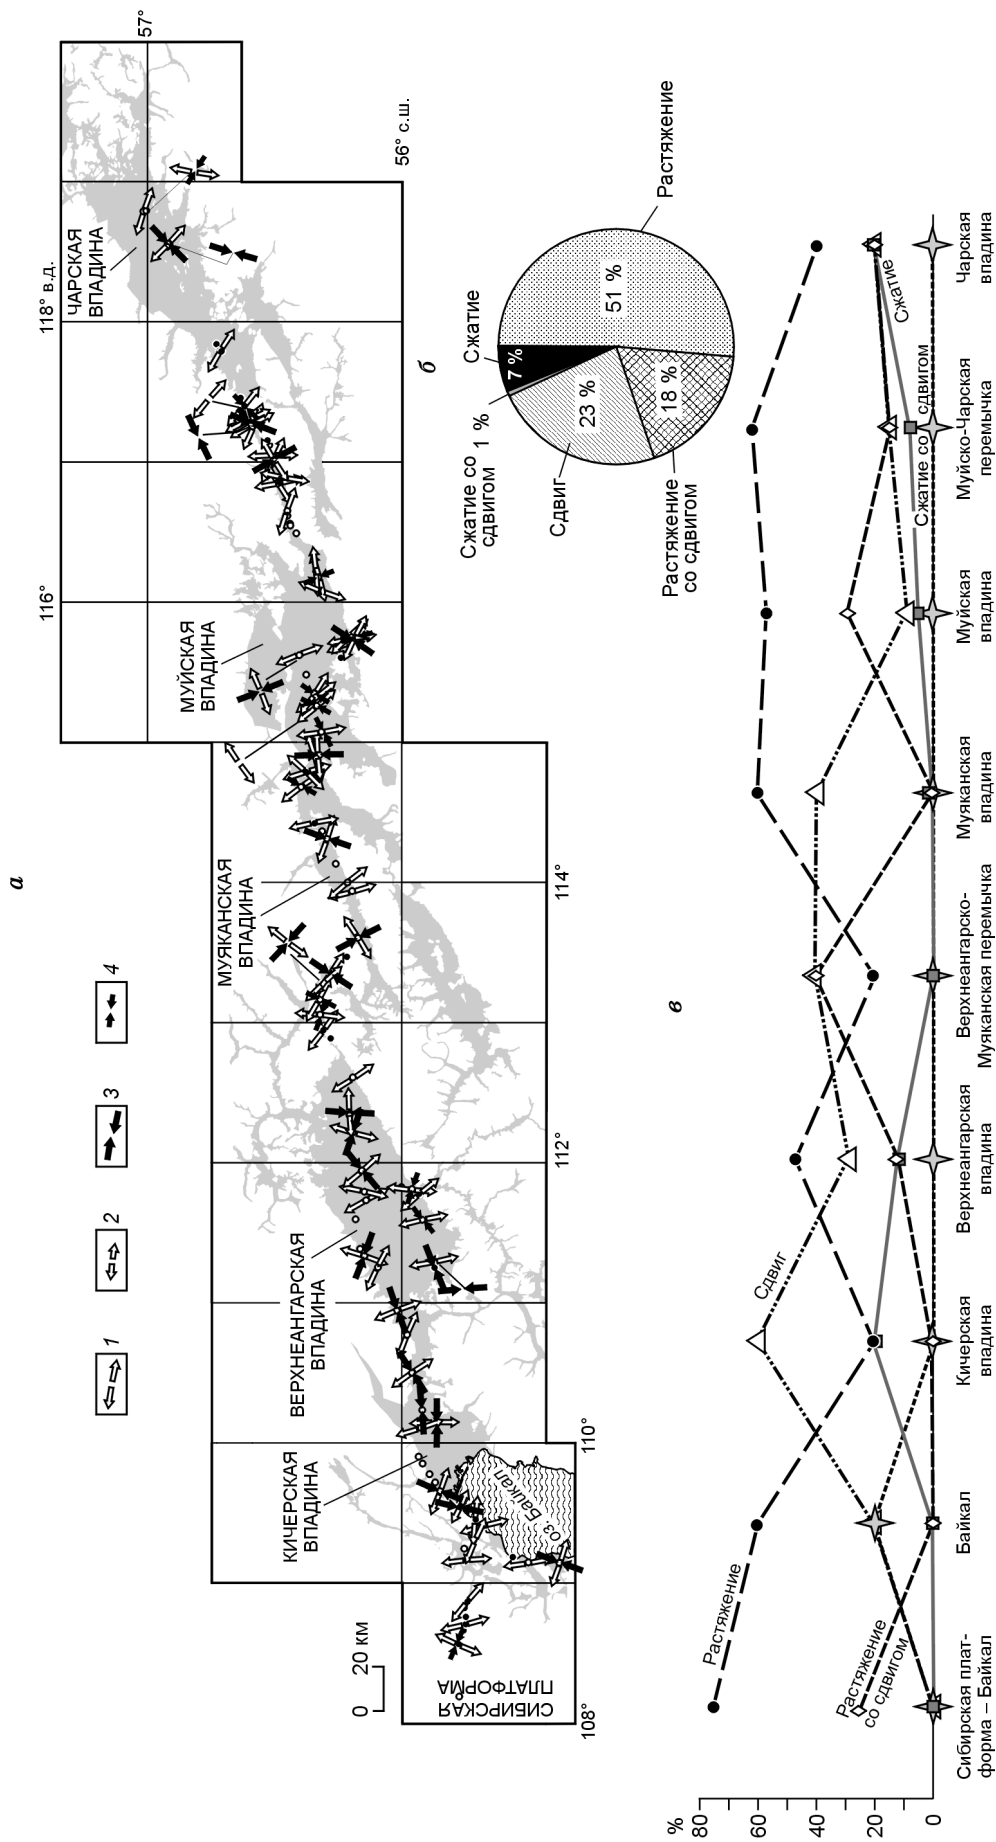 а
1
2
3
4
57°
56° с.ш.
118° в.д.
116°
114°
112°
110°
108°
ЧАРСКАЯ
ВПАДИНА
МУЙСКАЯ
ВПАДИНА
МУЯКАНСКАЯ
ВПАДИНА
ВЕРХНЕАНГАРСКАЯ
ВПАДИНА
КИЧЕРСКАЯ
ВПАДИНА
оз. Байкал
СИБИРСКАЯ
ПЛАТФОРМА
0 20 км
б
Сжатие
7 %
Сжатие со
сдвигом
1 %
Сдвиг
23 %
Растяжение
со сдвигом
18 %
51 %
Растяжение
в
%
80
60
40
20
0
Растяжение
Растяжение
со сдвигом
Сдвиг
Сжатие со сдвигом
Сжатие
Сибирская плат-
форма – Байкал
Байкал
Кичерская
впадина
Верхнеангарская
впадина
Верхнеангарско-
Муяканская перемычка
Муяканская
впадина
Муйская
впадина
Муйско-Чарская
перемычка
Чарская
впадина